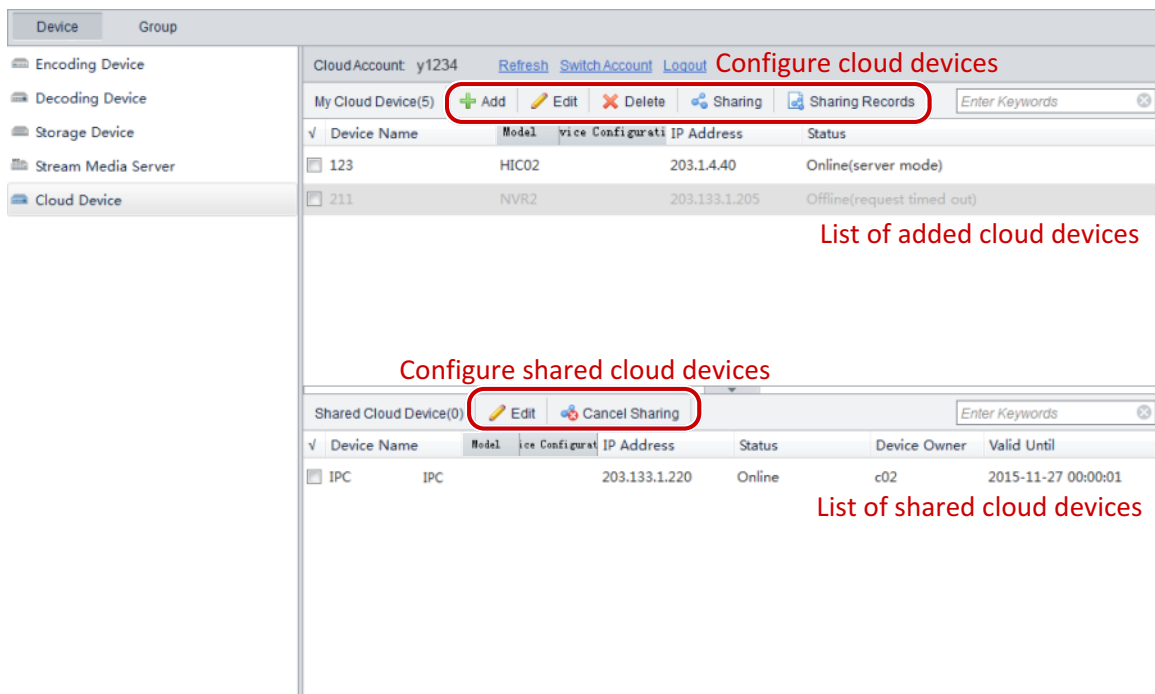 Device Group
Encoding Device
Decoding Device
Storage Device
Stream Media Server
Cloud Device
Cloud Account: y1234 Refresh Switch Account Logout Configure cloud devices
My Cloud Device(5) Add Edit Delete Sharing Sharing Records Enter Keywords
√ Device Name Model vice Configurati IP Address Status
123 HIC02 203.1.4.40 Online(server mode)
211 NVR2 203.133.1.205 Offline(request timed out)
List of added cloud devices
Configure shared cloud devices
Shared Cloud Device(0) Edit Cancel Sharing Enter Keywords
√ Device Name Model ice Configurat IP Address Status Device Owner Valid Until
IPC IPC 203.133.1.220 Online c02 2015-11-27 00:00:01
List of shared cloud devices